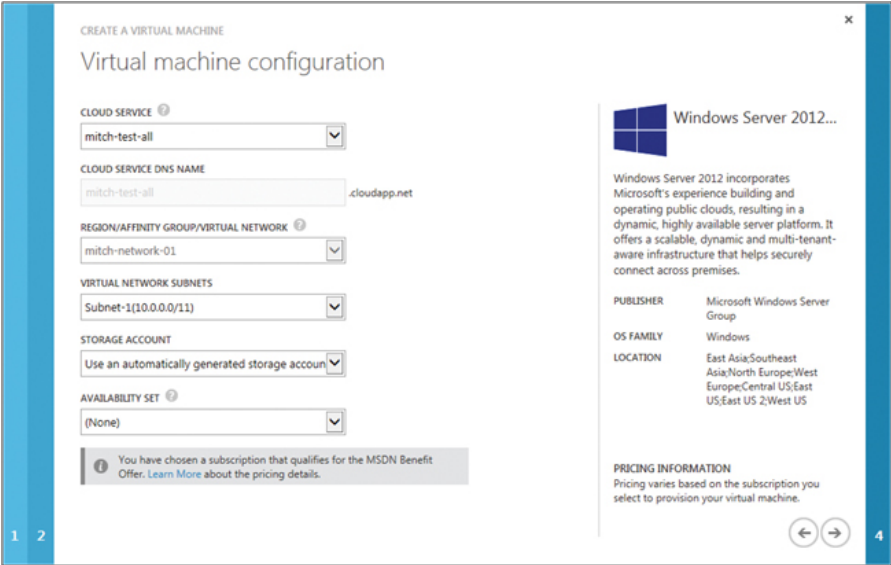 CREATE A VIRTUAL MACHINE
Virtual machine configuration
CLOUD SERVICE ?
mitch-test-all
CLOUD SERVICE DNS NAME
mitch-test-all .cloudapp.net
REGION/AFFINITY GROUP/VIRTUAL NETWORK ?
mitch-network-01
VIRTUAL NETWORK SUBNETS
Subnet-1(10.0.0.0/11)
STORAGE ACCOUNT
Use an automatically generated storage accoun
AVAILABILITY SET ?
(None)
i You have chosen a subscription that qualifies for the MSDN Benefit
Offer. Learn More about the pricing details.
Windows Server 2012...
Windows Server 2012 incorporates
Microsoft's experience building and
operating public clouds, resulting in a
dynamic, highly available server platform. It
offers a scalable, dynamic and multi-tenant-
aware infrastructure that helps securely
connect across premises.
PUBLISHER Microsoft Windows Server
Group
OS FAMILY Windows
LOCATION East Asia;Southeast
Asia;North Europe;West
Europe;Central US;East
US;East US 2;West US
PRICING INFORMATION
Pricing varies based on the subscription you
select to provision your virtual machine.
1 2 4